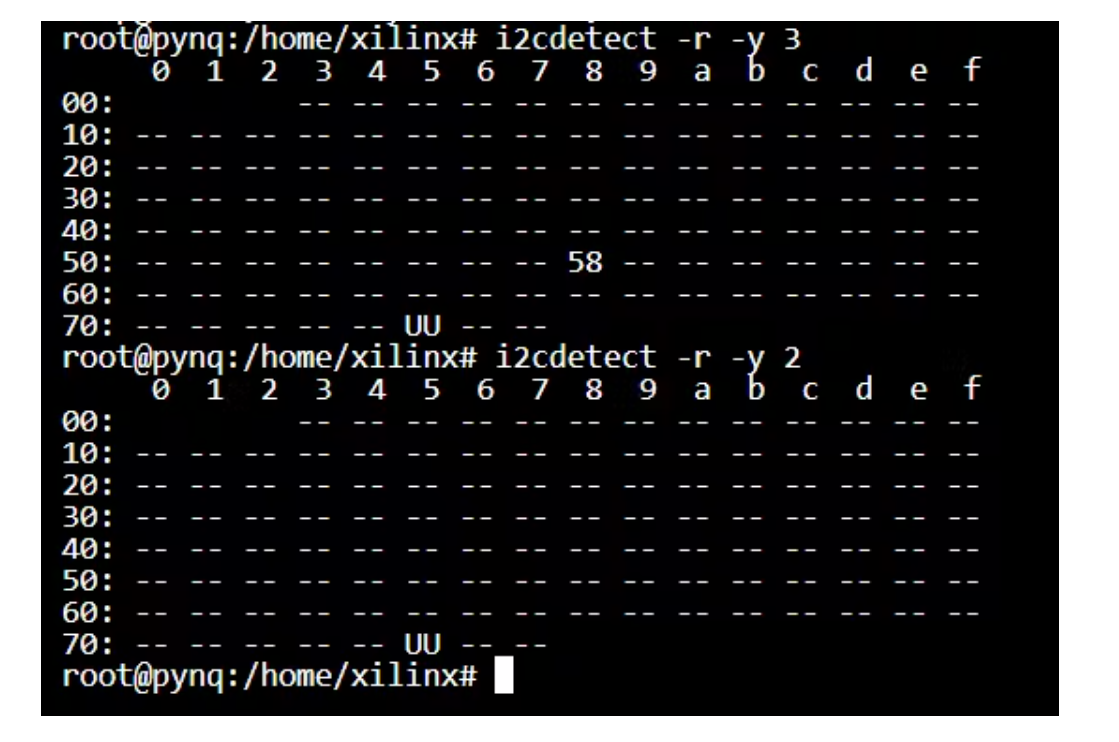 root@pynq:/home/xilinx# i2cdetect -r -y 3
     0  1  2  3  4  5  6  7  8  9  a  b  c  d  e  f
00:          -- -- -- -- -- -- -- -- -- -- -- -- --
10: -- -- -- -- -- -- -- -- -- -- -- -- -- -- -- --
20: -- -- -- -- -- -- -- -- -- -- -- -- -- -- -- --
30: -- -- -- -- -- -- -- -- -- -- -- -- -- -- -- --
40: -- -- -- -- -- -- -- -- -- -- -- -- -- -- -- --
50: -- -- -- -- -- -- -- -- 58 -- -- -- -- -- -- --
60: -- -- -- -- -- -- -- -- -- -- -- -- -- -- -- --
70: -- -- -- -- -- UU -- --
root@pynq:/home/xilinx# i2cdetect -r -y 2
     0  1  2  3  4  5  6  7  8  9  a  b  c  d  e  f
00:          -- -- -- -- -- -- -- -- -- -- -- -- --
10: -- -- -- -- -- -- -- -- -- -- -- -- -- -- -- --
20: -- -- -- -- -- -- -- -- -- -- -- -- -- -- -- --
30: -- -- -- -- -- -- -- -- -- -- -- -- -- -- -- --
40: -- -- -- -- -- -- -- -- -- -- -- -- -- -- -- --
50: -- -- -- -- -- -- -- -- -- -- -- -- -- -- -- --
60: -- -- -- -- -- -- -- -- -- -- -- -- -- -- -- --
70: -- -- -- -- -- UU -- --
root@pynq:/home/xilinx#